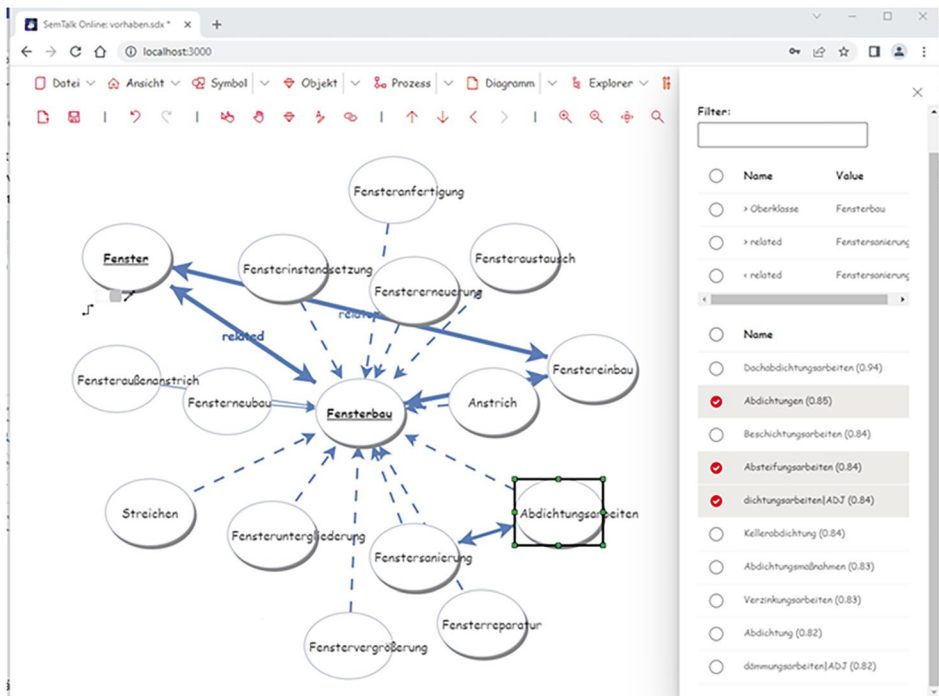 SemTalk Online: vorhaben.sdx *
localhost:3000
Datei Ansicht Symbol Objekt Prozess Diagramm Explorer
Filter:
Name Value
> Oberklasse Fensterbau
> related Fenstersanierung
< related Fenstersanierung
Name
Dachabdichtungsarbeiten (0.94)
Abdichtungen (0.85)
Beschichtungsarbeiten (0.84)
Absteifungsarbeiten (0.84)
dichtungsarbeiten|ADJ (0.84)
Kellerabdichtung (0.84)
Abdichtungsmaßnahmen (0.83)
Verzinkungsarbeiten (0.83)
Abdichtung (0.82)
dämmungsarbeiten|ADJ (0.82)
Fensteranfertigung
Fenster
Fensterinstandsetzung
Fensteraustausch
Fenstererneuerung
related
related
Fenstereinbau
Fensteraußenanstrich
Fensterneubau
Anstrich
Fensterbau
Streichen
Abdichtungsarbeiten
Fensteruntergliederung
Fenstersanierung
Fensterreparatur
Fenstervergrößerung